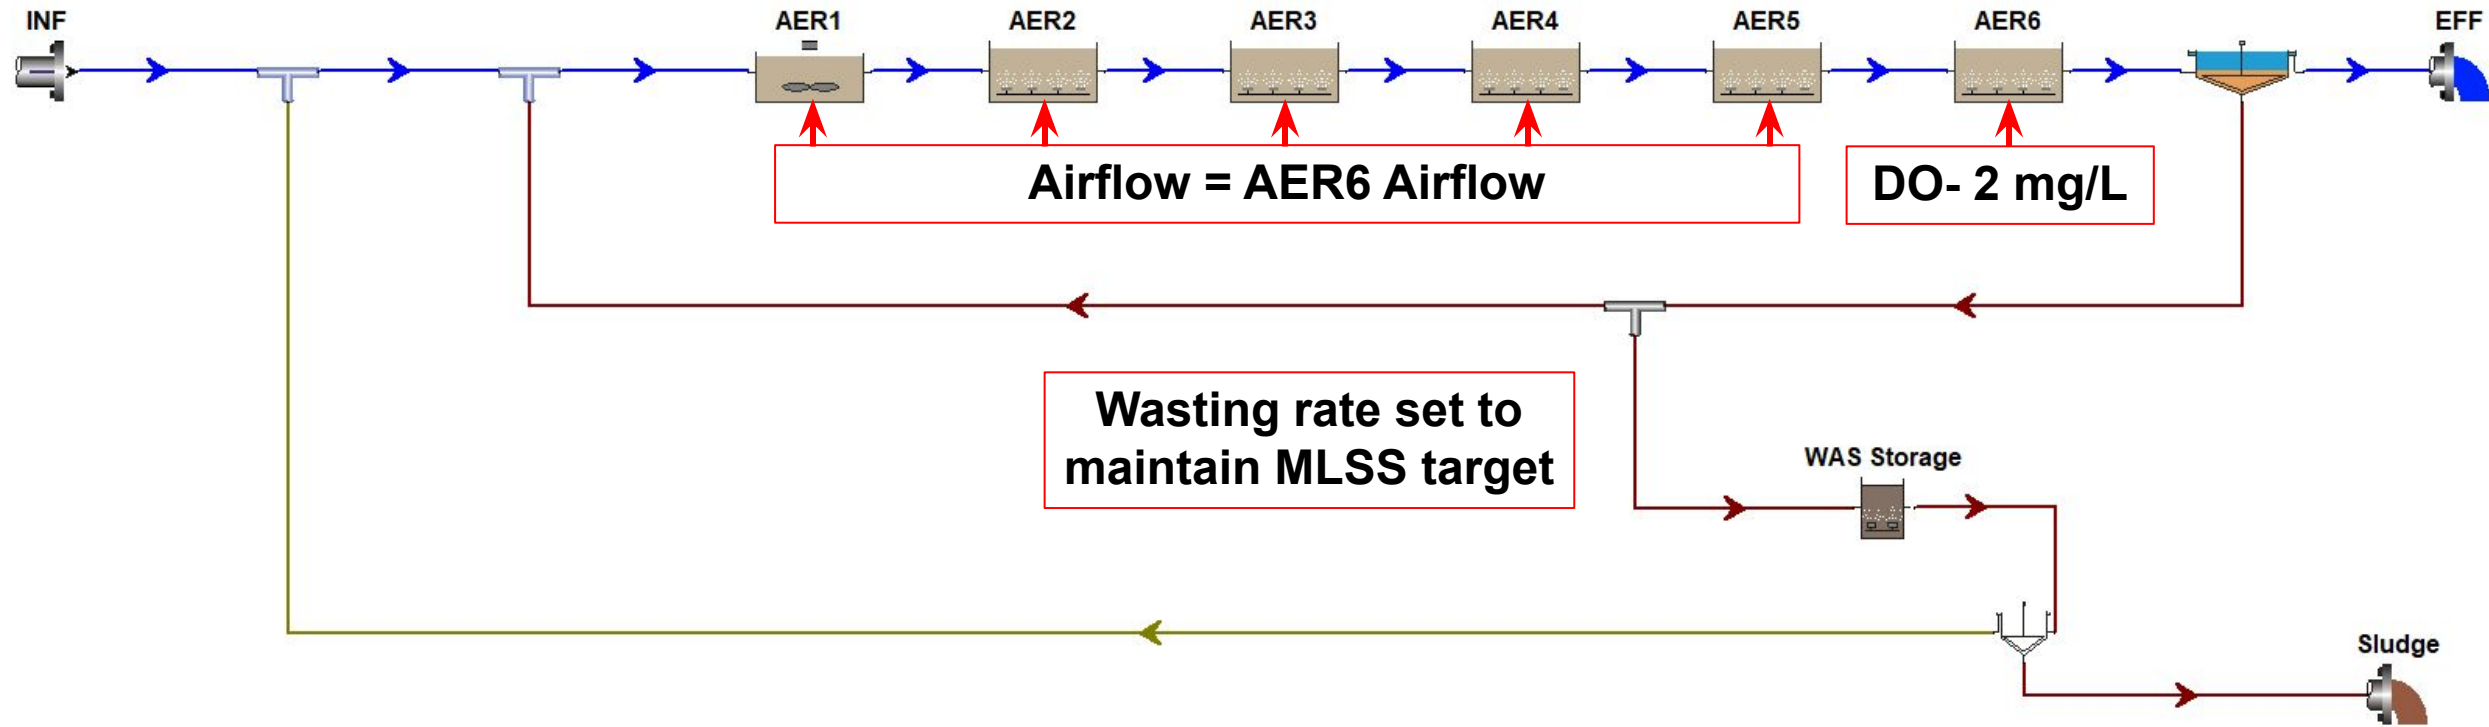 INF
AER1
AER2
AER3
AER4
AER5
AER6
EFF
Airflow = AER6 Airflow
DO- 2 mg/L
Wasting rate set to
maintain MLSS target
WAS Storage
Sludge